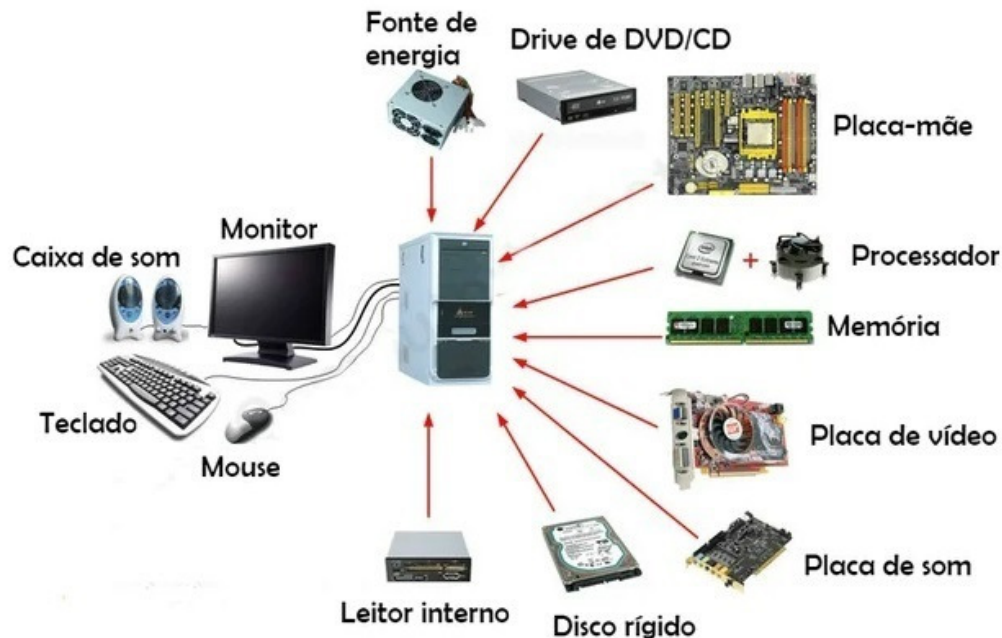 Fonte de
energia
Drive de DVD/CD
Placa-mãe
Monitor
Caixa de som
Processador
+
Memória
Teclado
Mouse
Placa de vídeo
Leitor interno
Disco rígido
Placa de som